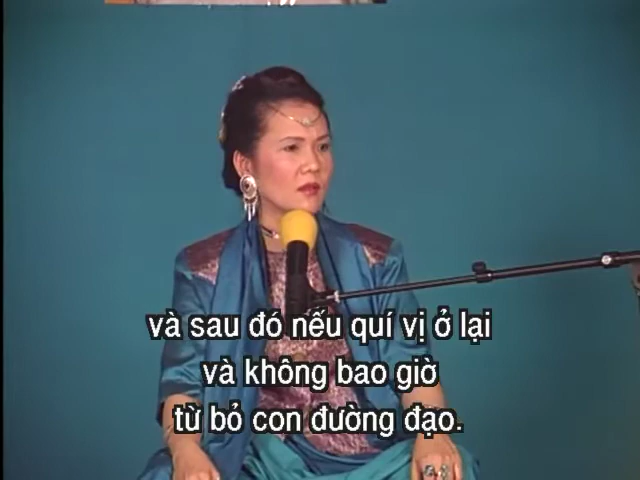 và sau đó nếu quí vị ở lại
và không bao giờ
từ bỏ con đường đạo.